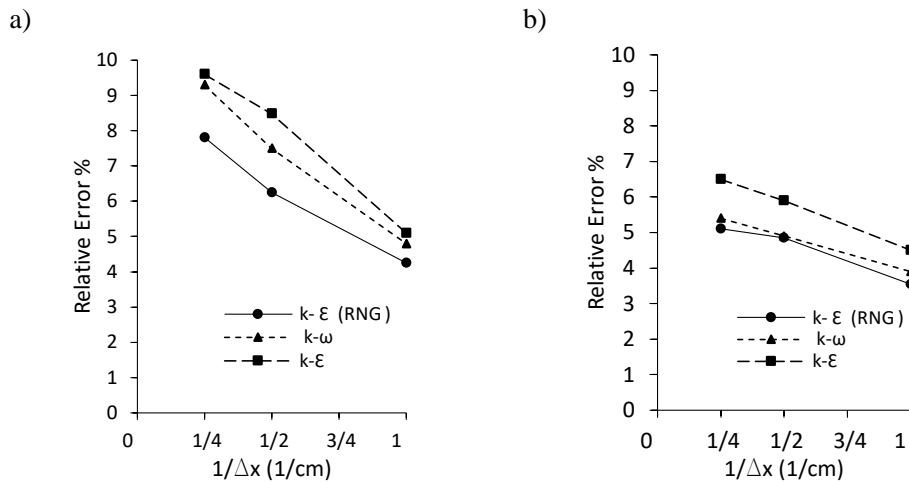 a)
10
9
8
7
6
5
4
3
2
1
0
Relative Error %
k- Ɛ (RNG)
k-ω
k-Ɛ
0 1/4 1/2 3/4 1
1/Δx (1/cm)
b)
10
9
8
7
6
5
4
3
2
1
0
Relative Error %
k- Ɛ (RNG)
k-ω
k-Ɛ
0 1/4 1/2 3/4 1
1/Δx (1/cm)